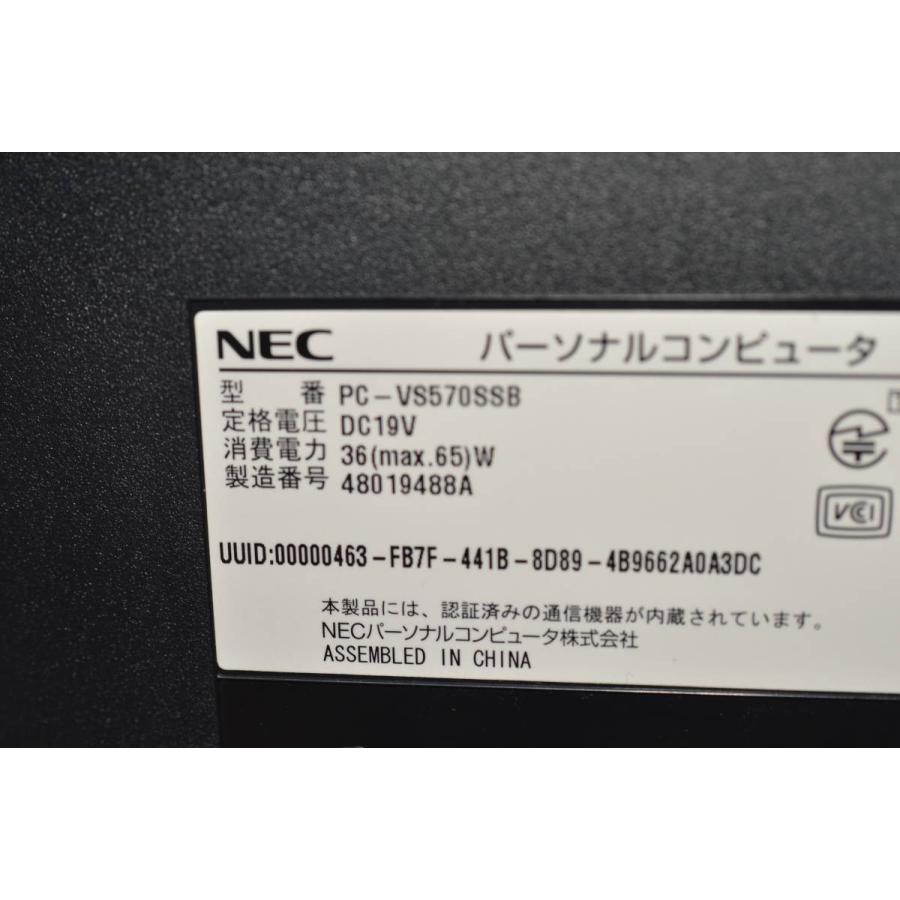 NEC パーソナルコンピュータ
型 番 PC-VS570SSB
定格電圧 DC19V
消費電力 36(max.65)W
製造番号 48019488A
VCCI
UUID:00000463-FB7F-441B-8D89-4B9662A0A3DC
本製品には、認証済みの通信機器が内蔵されています。
NECパーソナルコンピュータ株式会社
ASSEMBLED IN CHINA